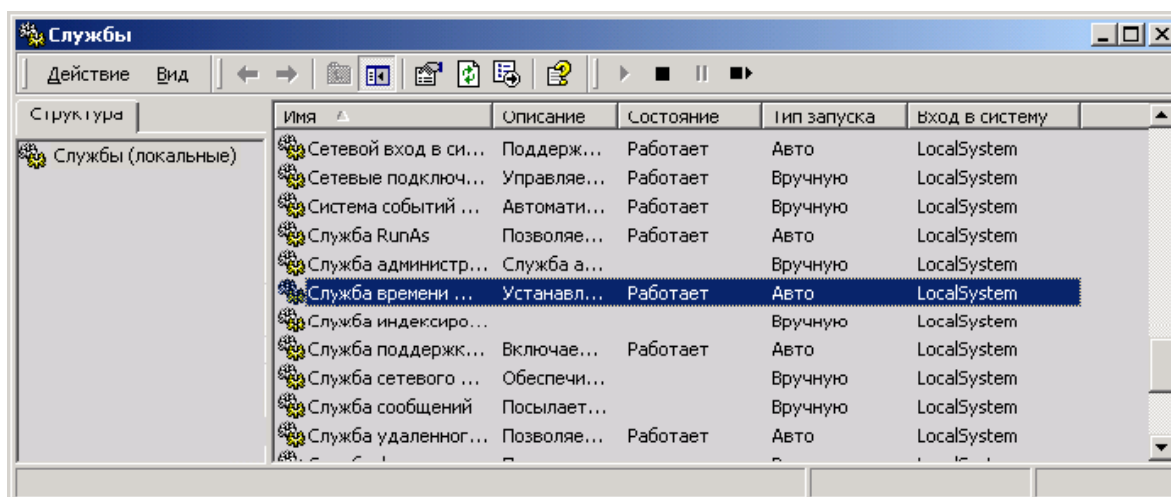 Службы
Действие Вид
Структура
Службы (локальные)
Имя Описание Состояние Тип запуска Вход в систему
Сетевой вход в си... Поддерж... Работает Авто LocalSystem
Сетевые подключ... Управляе... Работает Вручную LocalSystem
Система событий ... Автомати... Работает Вручную LocalSystem
Служба RunAs Позволяе... Работает Авто LocalSystem
Служба администр... Служба а... Вручную LocalSystem
Служба времени ... Устанавл... Работает Авто LocalSystem
Служба индексиро... Вручную LocalSystem
Служба поддержк... Включае... Работает Авто LocalSystem
Служба сетевого ... Обеспечи... Вручную LocalSystem
Служба сообщений Посылает... Вручную LocalSystem
Служба удаленног... Позволяе... Работает Авто LocalSystem